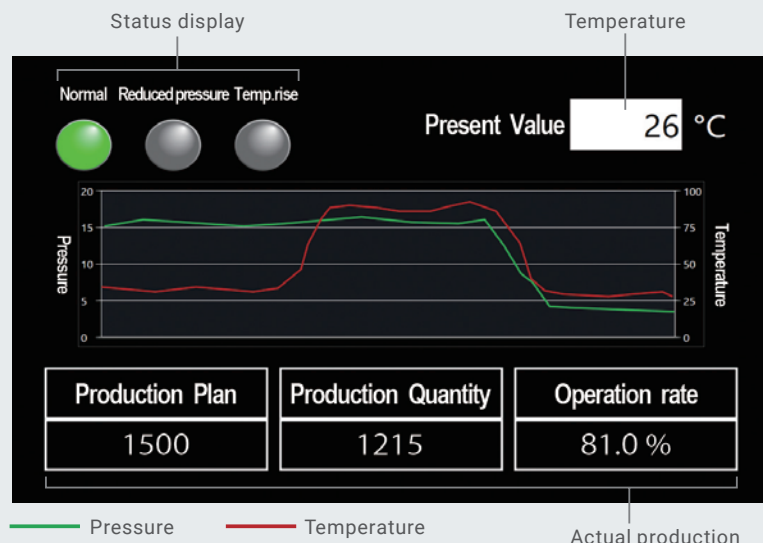 Status display
Temperature
Normal Reduced pressure Temp.rise
Present Value 26 °C
20
15
10
5
0
Pressure
100
75
50
25
0
Temperature
Production Plan
1500
Production Quantity
1215
Operation rate
81.0 %
Pressure
Temperature
Actual production